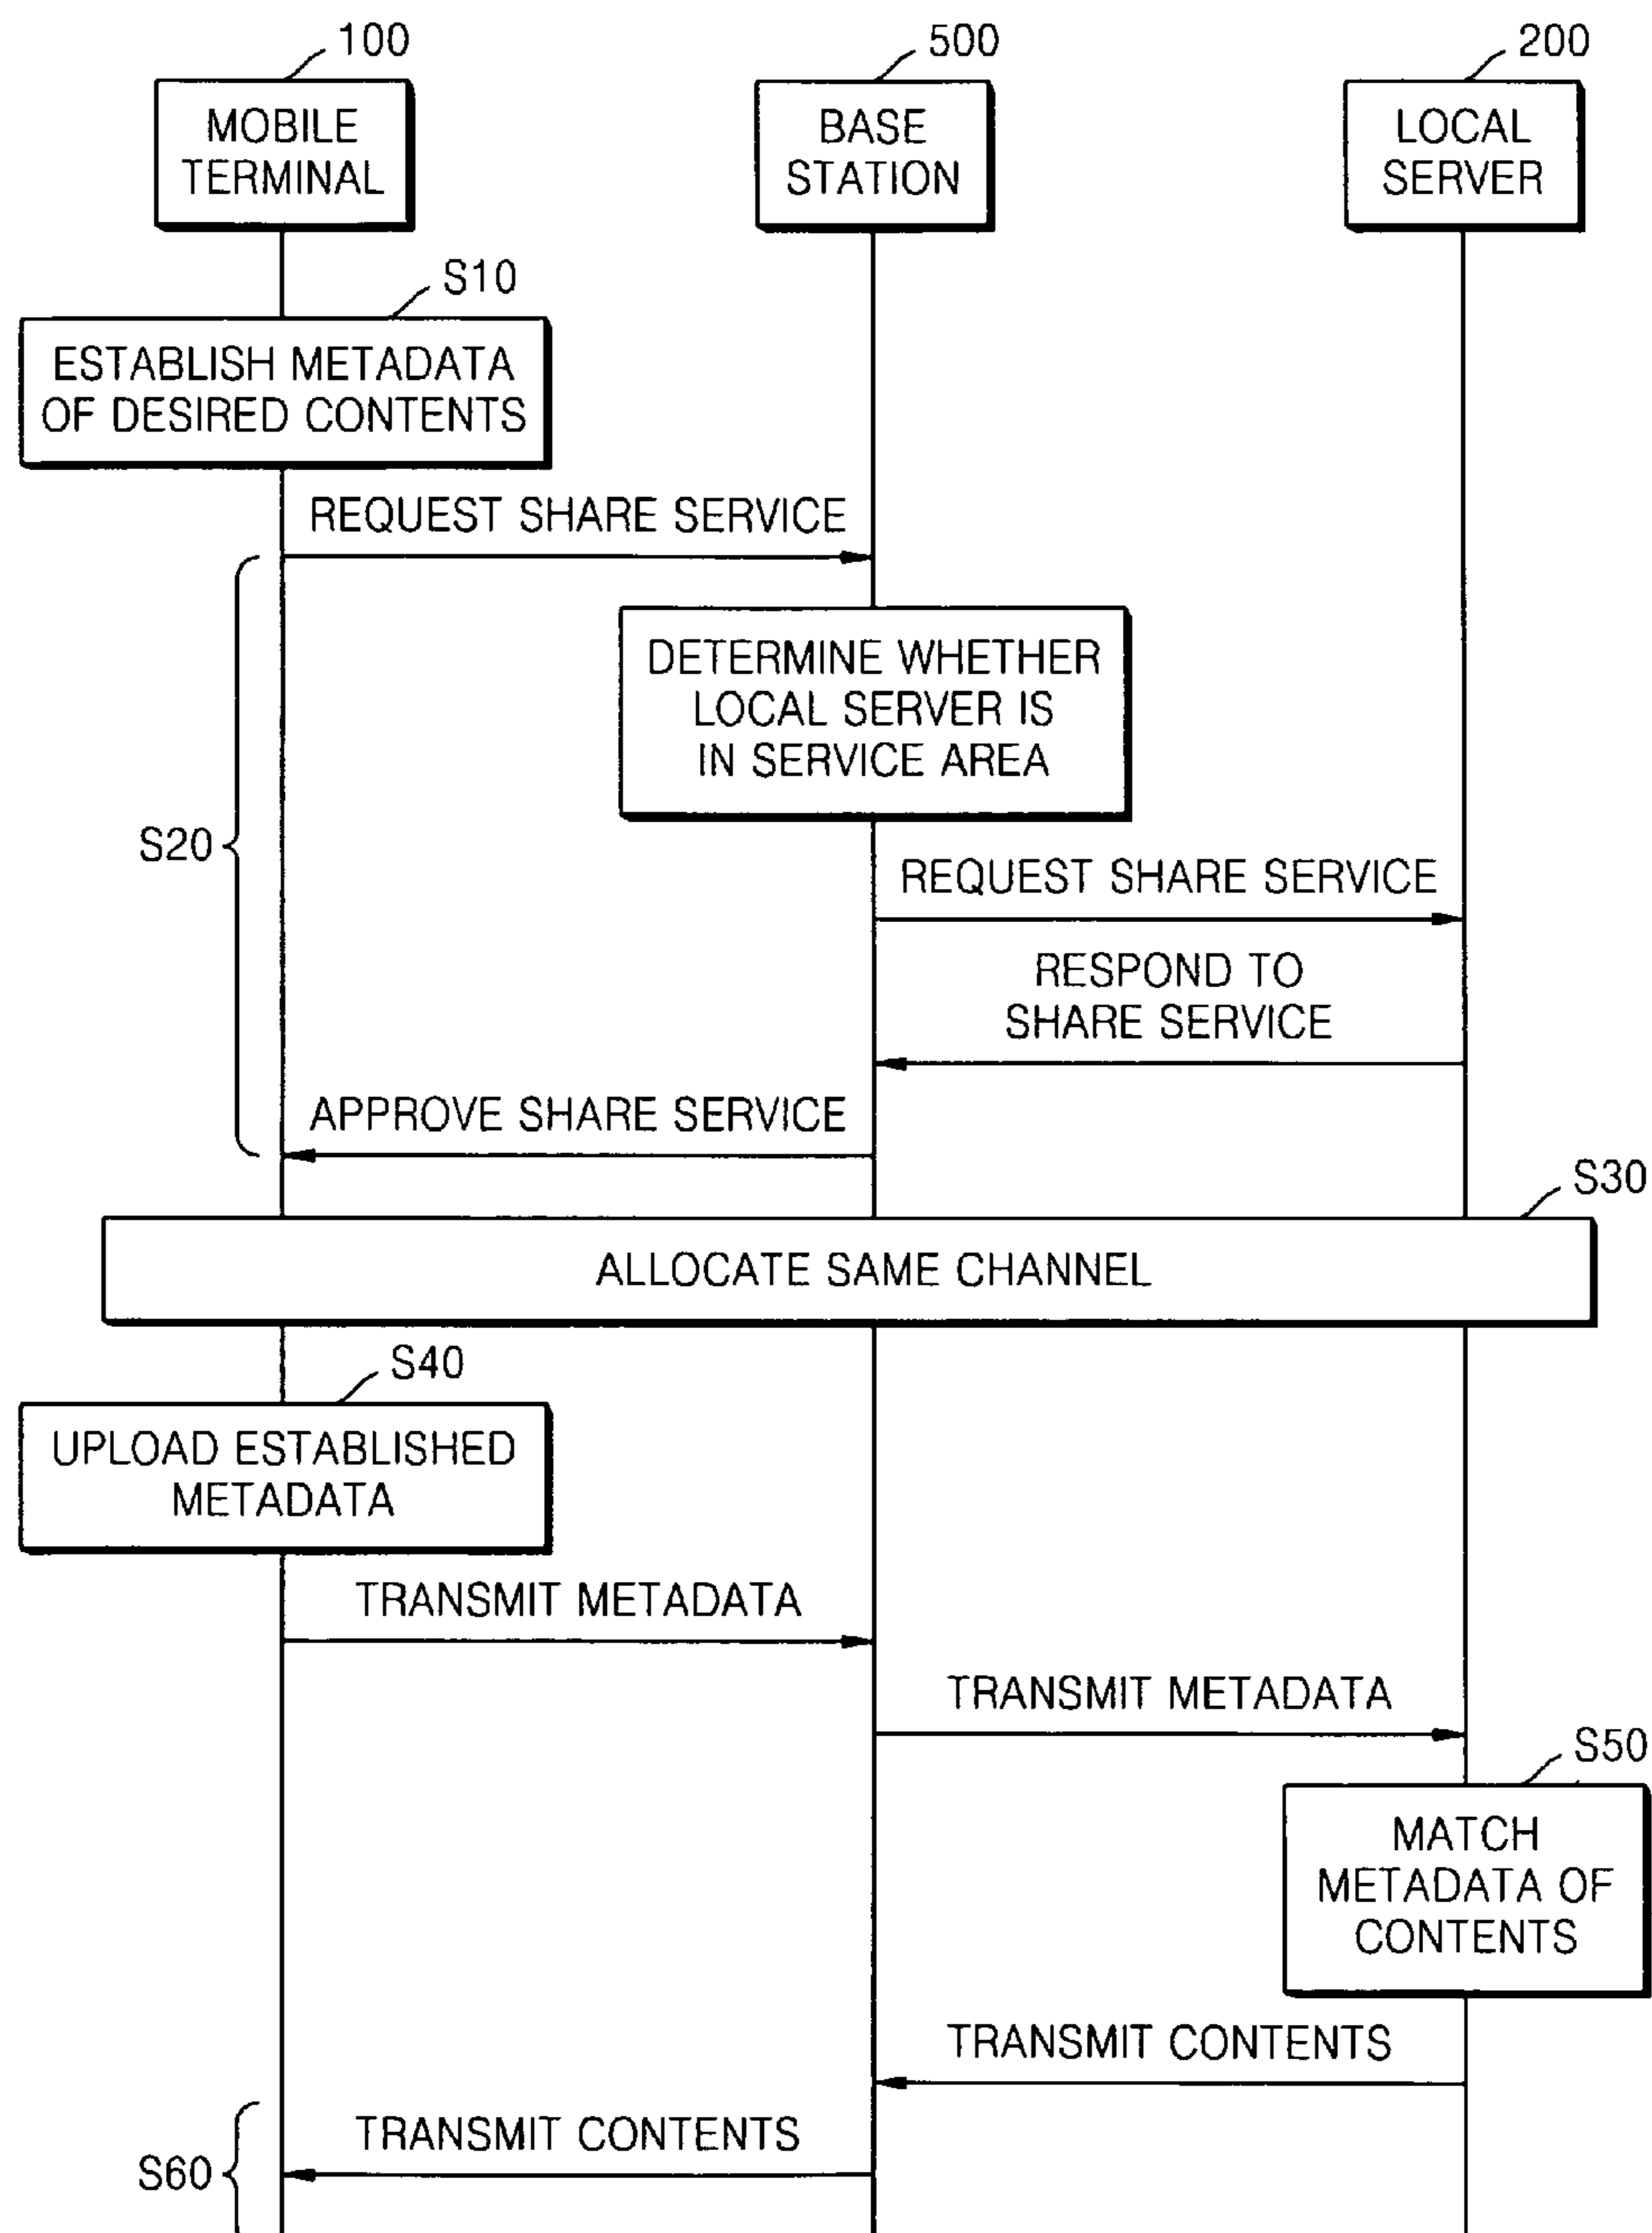 100
500
200
MOBILE
TERMINAL
BASE
STATION
LOCAL
SERVER
S10
ESTABLISH METADATA
OF DESIRED CONTENTS
REQUEST SHARE SERVICE
DETERMINE WHETHER
LOCAL SERVER IS
IN SERVICE AREA
S20
REQUEST SHARE SERVICE
RESPOND TO
SHARE SERVICE
APPROVE SHARE SERVICE
S30
ALLOCATE SAME CHANNEL
S40
UPLOAD ESTABLISHED
METADATA
TRANSMIT METADATA
TRANSMIT METADATA
S50
MATCH
METADATA OF
CONTENTS
TRANSMIT CONTENTS
TRANSMIT CONTENTS
S60